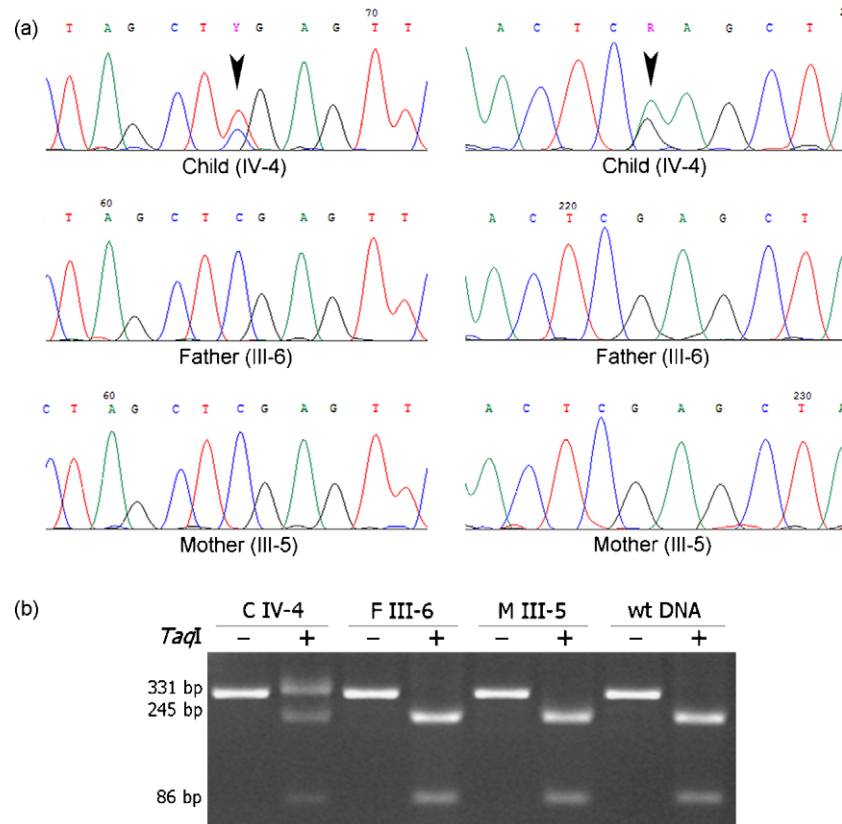 (a)
70
T A G C T Y G A G T T
A C T C R A G C T 2
Child (IV-4)
Child (IV-4)
60
220
T A G C T C G A G T T
A C T C G A G C T
Father (III-6)
Father (III-6)
60
230
C T A G C T C G A G T T
A C T C G A G C T A
Mother (III-5)
Mother (III-5)
(b)
C IV-4 F III-6 M III-5 wt DNA
TaqI – + – + – + – +
331 bp
245 bp
86 bp